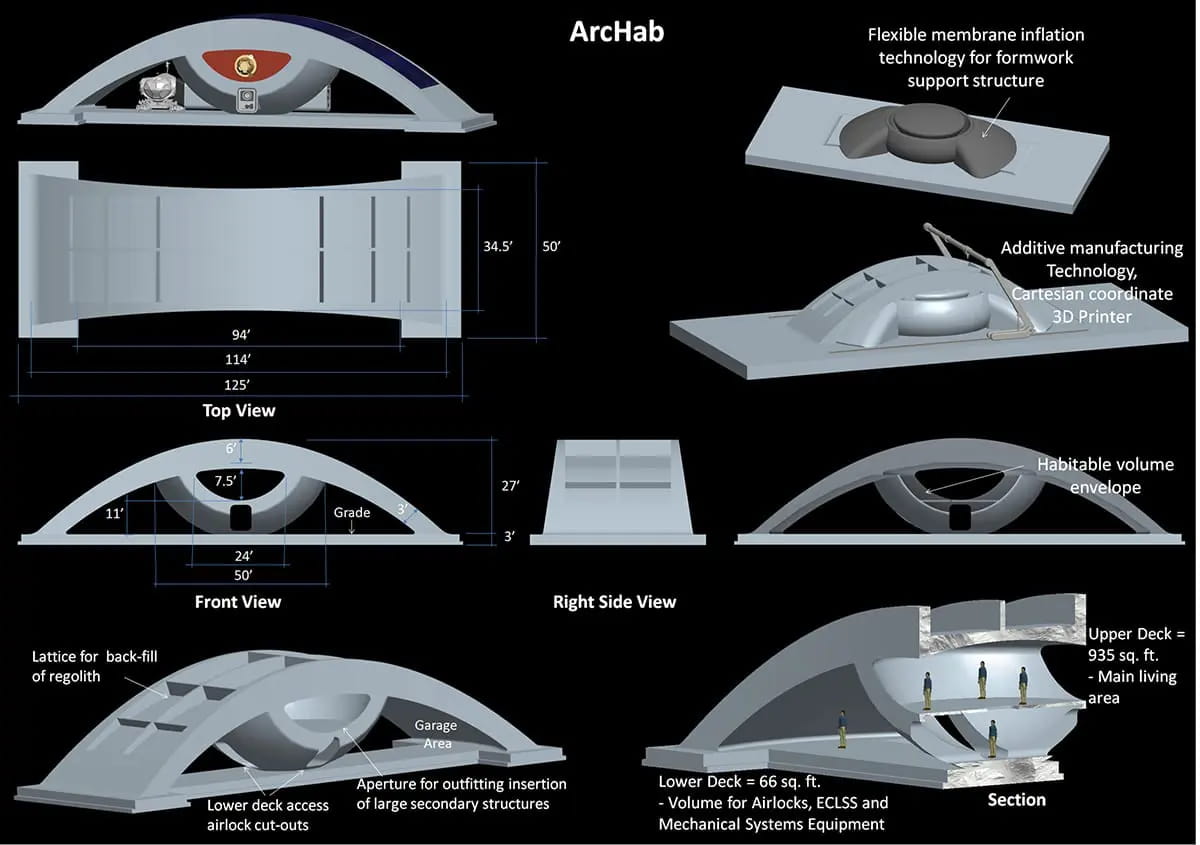 ArcHab
Flexible membrane inflation
technology for formwork
support structure
34.5'
50'
94'
114'
125'
Top View
Additive manufacturing
Technology,
Cartesian coordinate
3D Printer
6'
7.5'
11'
Grade
3'
27'
3'
24'
50'
Front View
Right Side View
Habitable volume
envelope
Lattice for back-fill
of regolith
Garage
Area
Lower deck access
airlock cut-outs
Aperture for outfitting insertion
of large secondary structures
Upper Deck =
935 sq. ft.
- Main living
area
Lower Deck = 66 sq. ft.
- Volume for Airlocks, ECLSS and
Mechanical Systems Equipment
Section